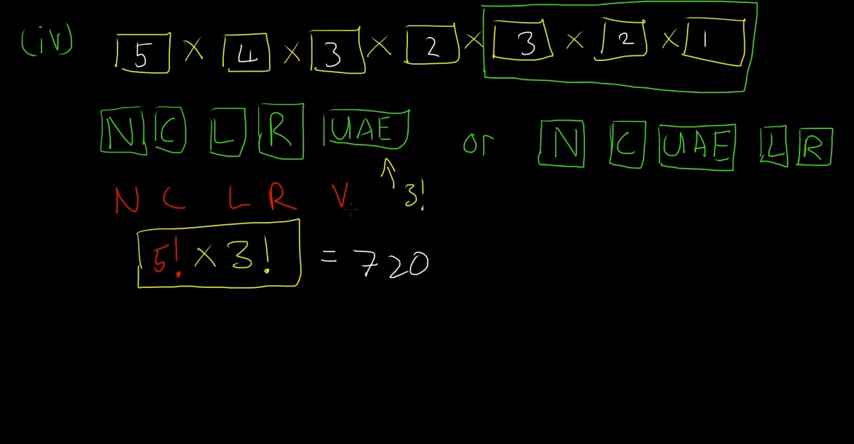 (iv) 5 × 4 × 3 × 2 × 3 × 2 × 1
N C L R UAE or N C UAE L R
N C L R V 3!
5! × 3! = 720